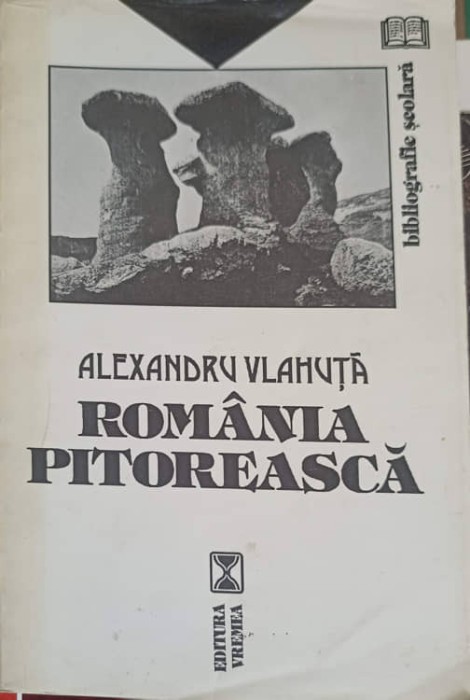 bibliografie școlară
ALEXANDRU VLAHUȚĂ
ROMÂNIA
PITOREASCĂ
EDITURA
VREMEA